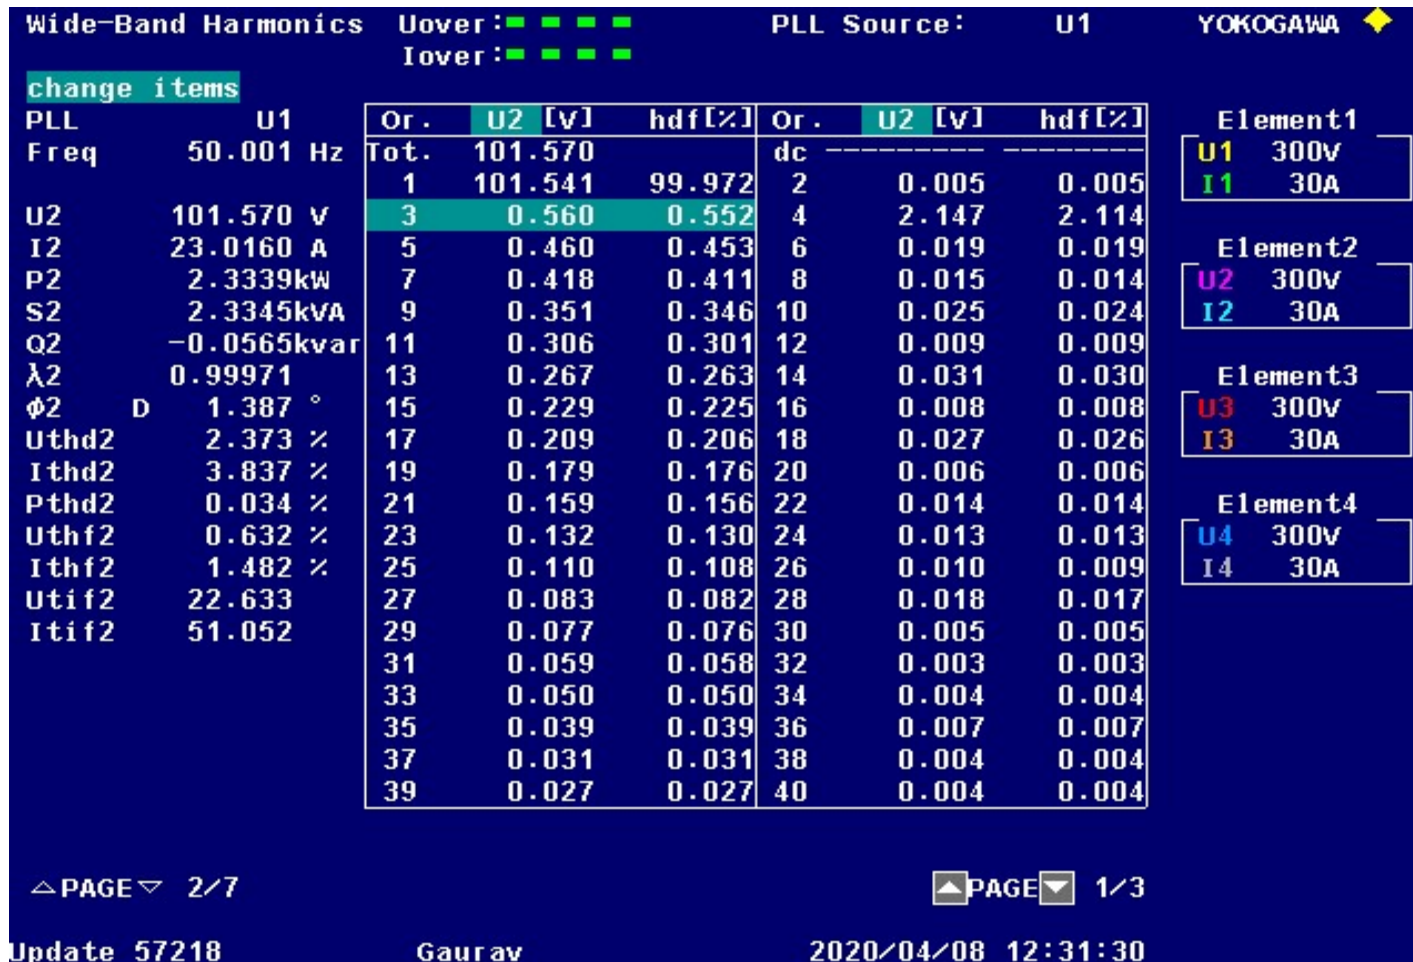 Wide-Band Harmonics Uover: PLL Source: U1 YOKOGAWA
Iover:
change items
PLL U1 Or. U2 [V] hdf[%] Or. U2 [V] hdf[%] Element1
Freq 50.001 Hz Tot. 101.570 dc --------- -------- U1 300V
1 101.541 99.972 2 0.005 0.005 I1 30A
U2 101.570 V 3 0.560 0.552 4 2.147 2.114
I2 23.0160 A 5 0.460 0.453 6 0.019 0.019 Element2
P2 2.3339kW 7 0.418 0.411 8 0.015 0.014 U2 300V
S2 2.3345kVA 9 0.351 0.346 10 0.025 0.024 I2 30A
Q2 -0.0565kvar 11 0.306 0.301 12 0.009 0.009
λ2 0.99971 13 0.267 0.263 14 0.031 0.030 Element3
ϕ2 D 1.387 ° 15 0.229 0.225 16 0.008 0.008 U3 300V
Uthd2 2.373 % 17 0.209 0.206 18 0.027 0.026 I3 30A
Ithd2 3.837 % 19 0.179 0.176 20 0.006 0.006
Pthd2 0.034 % 21 0.159 0.156 22 0.014 0.014 Element4
Uthf2 0.632 % 23 0.132 0.130 24 0.013 0.013 U4 300V
Ithf2 1.482 % 25 0.110 0.108 26 0.010 0.009 I4 30A
Utif2 22.633 27 0.083 0.082 28 0.018 0.017
Itif2 51.052 29 0.077 0.076 30 0.005 0.005
31 0.059 0.058 32 0.003 0.003
33 0.050 0.050 34 0.004 0.004
35 0.039 0.039 36 0.007 0.007
37 0.031 0.031 38 0.004 0.004
39 0.027 0.027 40 0.004 0.004
△PAGE▽ 2/7 ▲PAGE▼ 1/3
Update 57218 Gaurav 2020/04/08 12:31:30